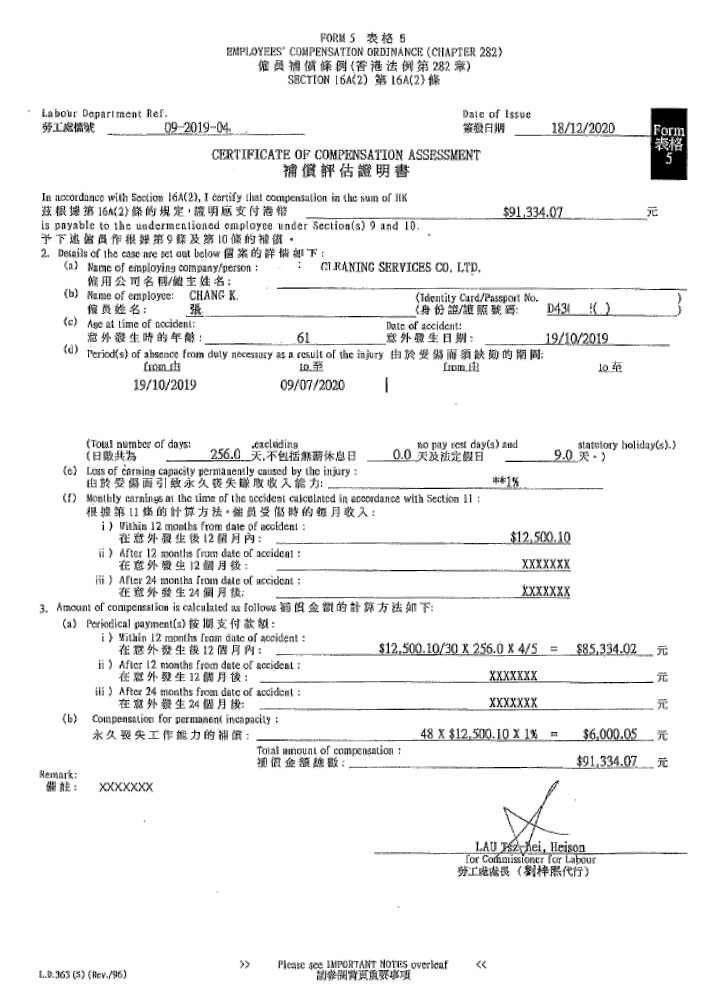 FORM 5 表格 5
EMPLOYEES' COMPENSATION ORDINANCE (CHAPTER 282)
僱員補償條例(香港法例第282章)
SECTION 16A(2) 第16A(2)條
Labour Department Ref.
勞工處檔號 09-2019-04
Date of Issue
簽發日期 18/12/2020
Form
表格
5
CERTIFICATE OF COMPENSATION ASSESSMENT
補償評估證明書
In accordance with Section 16A(2), I certify that compensation in the sum of HK
茲根據第16A(2)條的規定,證明應支付港幣 $91,334.07 元
is payable to the undermentioned employee under Section(s) 9 and 10.
予下述僱員作根據第9條及第10條的補償。
2. Details of the case are set out below 個案的詳情如下:
(a) Name of employing company/person : CLEANING SERVICES CO. LTD.
僱用公司名稱/僱主姓名:
(b) Name of employee: CHANG K.
僱員姓名: 張
(Identity Card/Passport No. )
(身份證/護照號碼: D43 ( ) )
(c) Age at time of accident:
意外發生時的年齡: 61
Date of accident:
意外發生日期: 19/10/2019
(d) Period(s) of absence from duty necessary as a result of the injury 由於受傷而須缺勤的期間:
from 由 to 至 from 由 to 至
19/10/2019 09/07/2020
(Total number of days: ,excluding no pay rest day(s) and statutory holiday(s).)
(日數共為 256.0 天,不包括無薪休息日 0.0 天及法定假日 9.0 天。)
(e) Loss of earning capacity permanently caused by the injury :
由於受傷而引致永久喪失賺取收入能力: **1%
(f) Monthly earnings at the time of the accident calculated in accordance with Section 11 :
根據第11條的計算方法,僱員受傷時的每月收入:
i ) Within 12 months from date of accident :
在意外發生後12個月內: $12,500.10
ii ) After 12 months from date of accident :
在意外發生12個月後: XXXXXXX
iii ) After 24 months from date of accident :
在意外發生24個月後: XXXXXXX
3. Amount of compensation is calculated as follows 補償金額的計算方法如下:
(a) Periodical payment(s) 按期支付款額:
i ) Within 12 months from date of accident :
在意外發生後12個月內: $12,500.10/30 X 256.0 X 4/5 = $85,334.02 元
ii ) After 12 months from date of accident :
在意外發生12個月後: XXXXXXX 元
iii ) After 24 months from date of accident :
在意外發生24個月後: XXXXXXX 元
(b) Compensation for permanent incapacity :
永久喪失工作能力的補償: 48 X $12,500.10 X 1% = $6,000.05 元
Total amount of compensation :
補償金額總數: $91,334.07 元
Remark:
備註: XXXXXXX
LAU Tsz-hei, Heison
for Commissioner for Labour
勞工處處長 (劉梓熙代行)
>> Please see IMPORTANT NOTES overleaf <<
請參閱背頁重要事項
L.D.363 (S) (Rev./96)